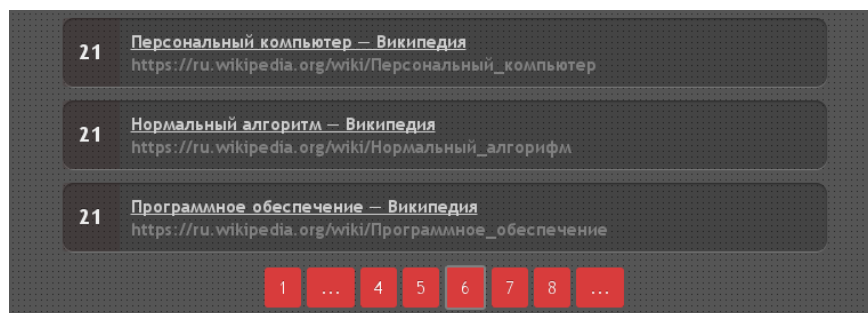 21
Персональный компьютер — Википедия
https://ru.wikipedia.org/wiki/Персональный_компьютер
21
Нормальный алгоритм — Википедия
https://ru.wikipedia.org/wiki/Нормальный_алгорифм
21
Программное обеспечение — Википедия
https://ru.wikipedia.org/wiki/Программное_обеспечение
1 ... 4 5 6 7 8 ...